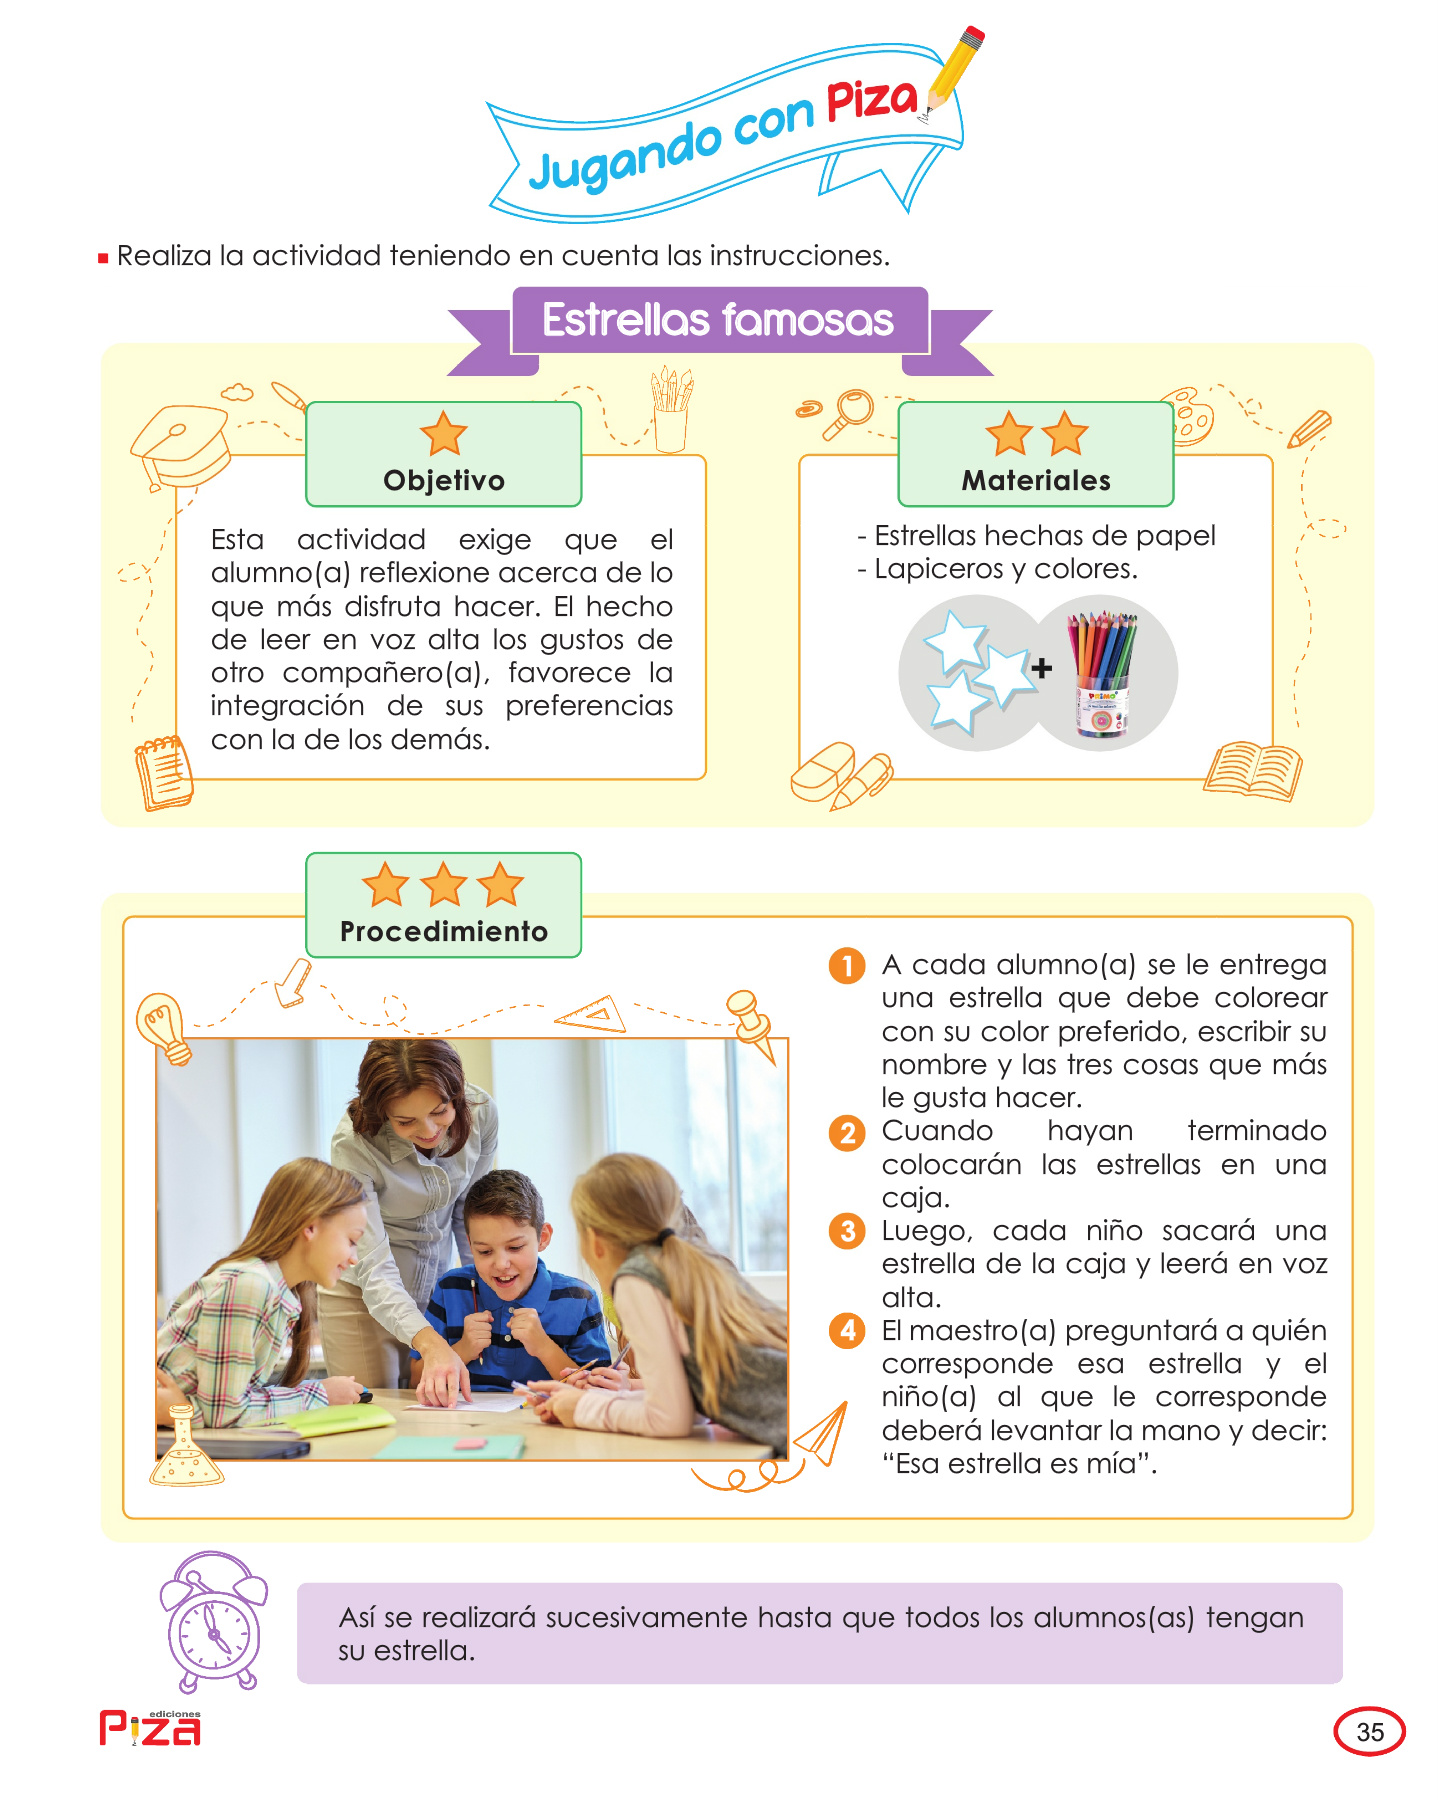 Jugando con Piza
Realiza la actividad teniendo en cuenta las instrucciones.
Estrellas famosas
Objetivo
Esta actividad exige que el
alumno(a) reflexione acerca de lo
que más disfruta hacer. El hecho
de leer en voz alta los gustos de
otro compañero(a), favorece la
integración de sus preferencias
con la de los demás.
Materiales
- Estrellas hechas de papel
- Lapiceros y colores.
+
PRIMO
Procedimiento
1 A cada alumno(a) se le entrega
una estrella que debe colorear
con su color preferido, escribir su
nombre y las tres cosas que más
le gusta hacer.
2 Cuando hayan terminado
colocarán las estrellas en una
caja.
3 Luego, cada niño sacará una
estrella de la caja y leerá en voz
alta.
4 El maestro(a) preguntará a quién
corresponde esa estrella y el
niño(a) al que le corresponde
deberá levantar la mano y decir:
“Esa estrella es mía”.
Así se realizará sucesivamente hasta que todos los alumnos(as) tengan
su estrella.
ediciones
Piza
35